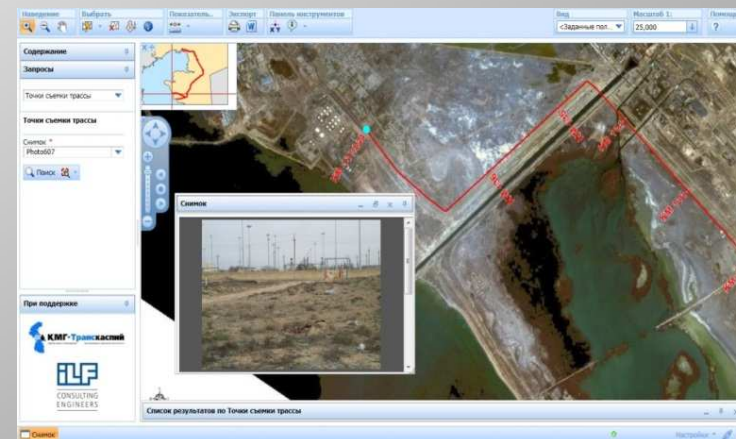 Наведение
Выбрать
Показатель...
Экспорт
Панель инструментов
Вид
Масштаб 1:
Помощь
<Заданные пол...
25,000
?
Содержание
Запросы
Точки съемки трассы
Точки съемки трассы
Снимок *
Photo607
Поиск
При поддержке
КМГ-Транскаспий
iLF
CONSULTING
ENGINEERS
Снимок
Список результатов по Точки съемки трассы
Снимок
Настройки